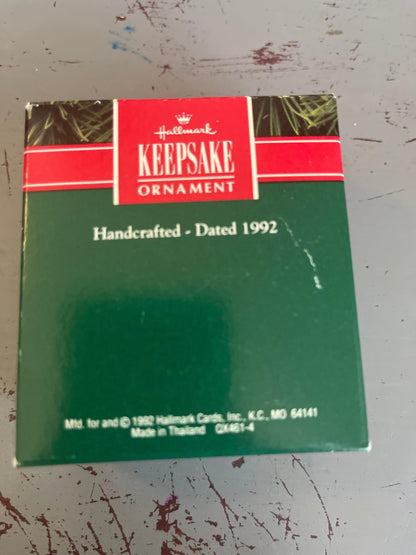 Hallmark
KEEPSAKE
ORNAMENT
Handcrafted - Dated 1992
Mfd. for and © 1992 Hallmark Cards, Inc., K.C., MO 64141
Made in Thailand QX461-4